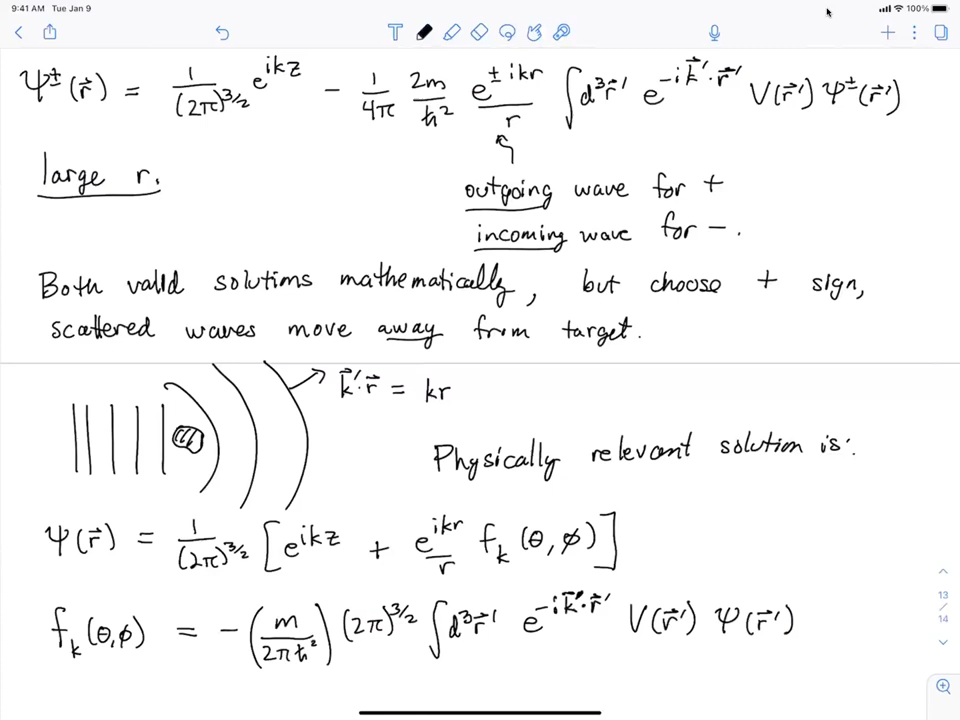 9:41 AM Tue Jan 9
100%
T
Ψ±(r⃗) = 1/(2π)^3/2 e^ikz − 1/4π 2m/ħ² e^±ikr/r ∫d³r⃗′ e^−ik⃗′·r⃗′ V(r⃗′) Ψ±(r⃗′)
large r.
outgoing wave for +
incoming wave for − .
Both valid solutions mathematically, but choose + sign,
scattered waves move away from target.
k⃗′·r⃗ = kr
Physically relevant solution is:
Ψ(r⃗) = 1/(2π)^3/2 [e^ikz + e^ikr/r f_k(θ,φ)]
f_k(θ,φ) = −(m/2πħ²)(2π)^3/2 ∫d³r⃗′ e^−ik⃗′·r⃗′ V(r⃗′) Ψ(r⃗′)
13
/
14